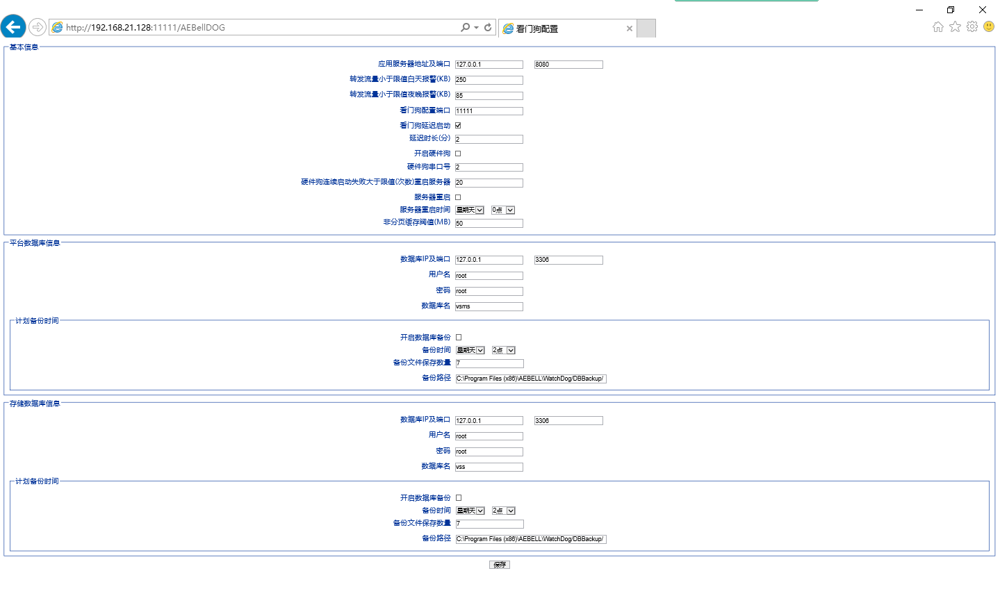 http://192.168.21.128:11111/AEBellDOG
看门狗配置
基本信息
应用服务器地址及端口 127.0.0.1 8080
转发流量小于限值白天报警(KB) 250
转发流量小于限值夜晚报警(KB) 85
看门狗配置端口 11111
看门狗延迟启动
延迟时长(分) 2
开启硬件狗
硬件狗串口号 2
硬件狗连续启动失败大于限值(次数)重启服务器 20
服务器重启
服务器重启时间 星期天 0点
非分页缓存阀值(MB) 50
平台数据库信息
数据库IP及端口 127.0.0.1 3306
用户名 root
密码 root
数据库名 vsms
计划备份时间
开启数据库备份
备份时间 星期天 2点
备份文件保存数量 7
备份路径 C:\Program Files (x86)\AEBELL\WatchDog/DBBackup/
存储数据库信息
数据库IP及端口 127.0.0.1 3306
用户名 root
密码 root
数据库名 vss
计划备份时间
开启数据库备份
备份时间 星期天 2点
备份文件保存数量 7
备份路径 C:\Program Files (x86)\AEBELL\WatchDog/DBBackup/
保存